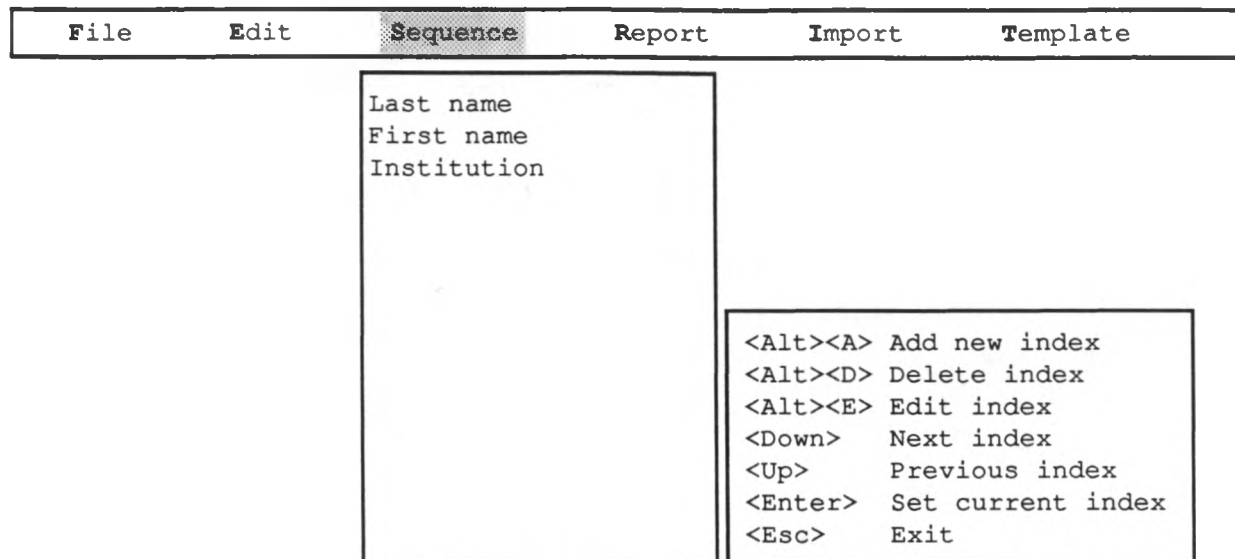 File Edit Sequence Report Import Template
Last name
First name
Institution
<Alt><A> Add new index
<Alt><D> Delete index
<Alt><E> Edit index
<Down> Next index
<Up> Previous index
<Enter> Set current index
<Esc> Exit